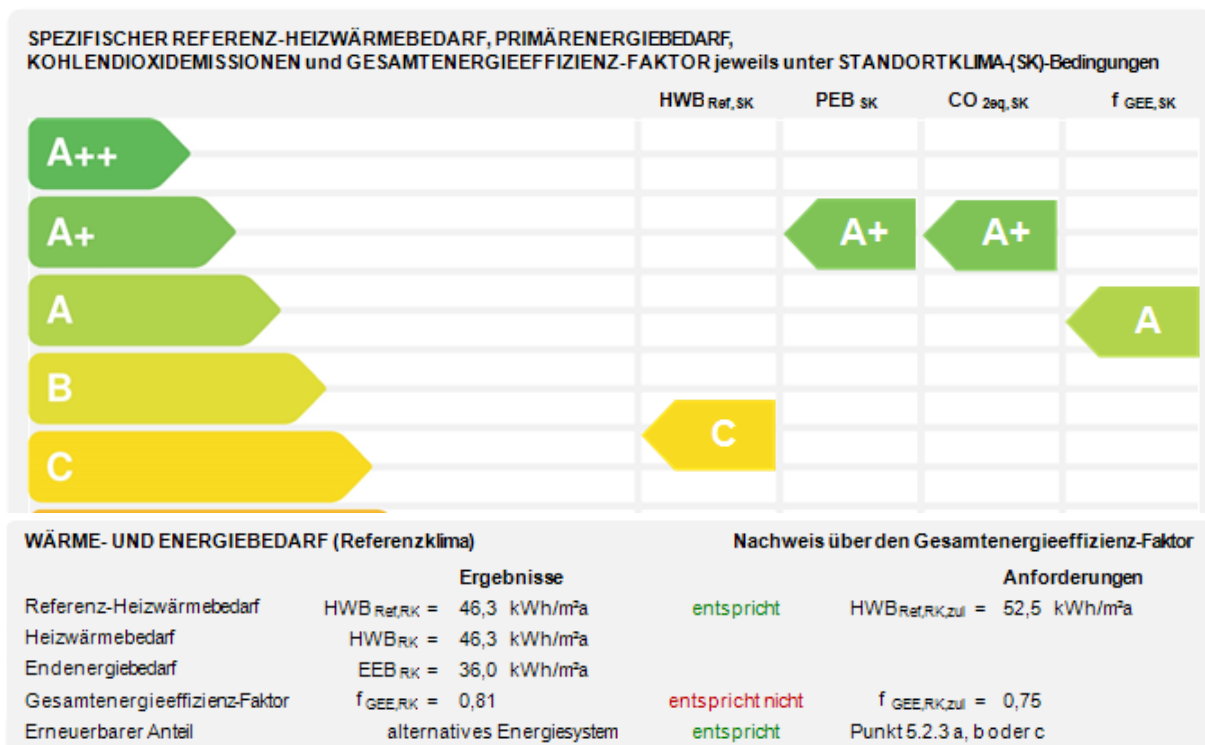 SPEZIFISCHER REFERENZ-HEIZWÄRMEBEDARF, PRIMÄRENERGIEBEDARF,
KOHLENDIOXIDEMISSIONEN und GESAMTENERGIEEFFIZIENZ-FAKTOR jeweils unter STANDORTKLIMA-(SK)-Bedingungen
HWB Ref,SK PEB SK CO 2eq,SK f GEE,SK
A++
A+ A+ A+
A A
B
C C
WÄRME- UND ENERGIEBEDARF (Referenzklima) Nachweis über den Gesamtenergieeffizienz-Faktor
Ergebnisse Anforderungen
Referenz-Heizwärmebedarf HWB Ref,RK = 46,3 kWh/m²a entspricht HWB Ref,RK,zul = 52,5 kWh/m²a
Heizwärmebedarf HWB RK = 46,3 kWh/m²a
Endenergiebedarf EEB RK = 36,0 kWh/m²a
Gesamtenergieeffizienz-Faktor f GEE,RK = 0,81 entspricht nicht f GEE,RK,zul = 0,75
Erneuerbarer Anteil alternatives Energiesystem entspricht Punkt 5.2.3 a, b oder c